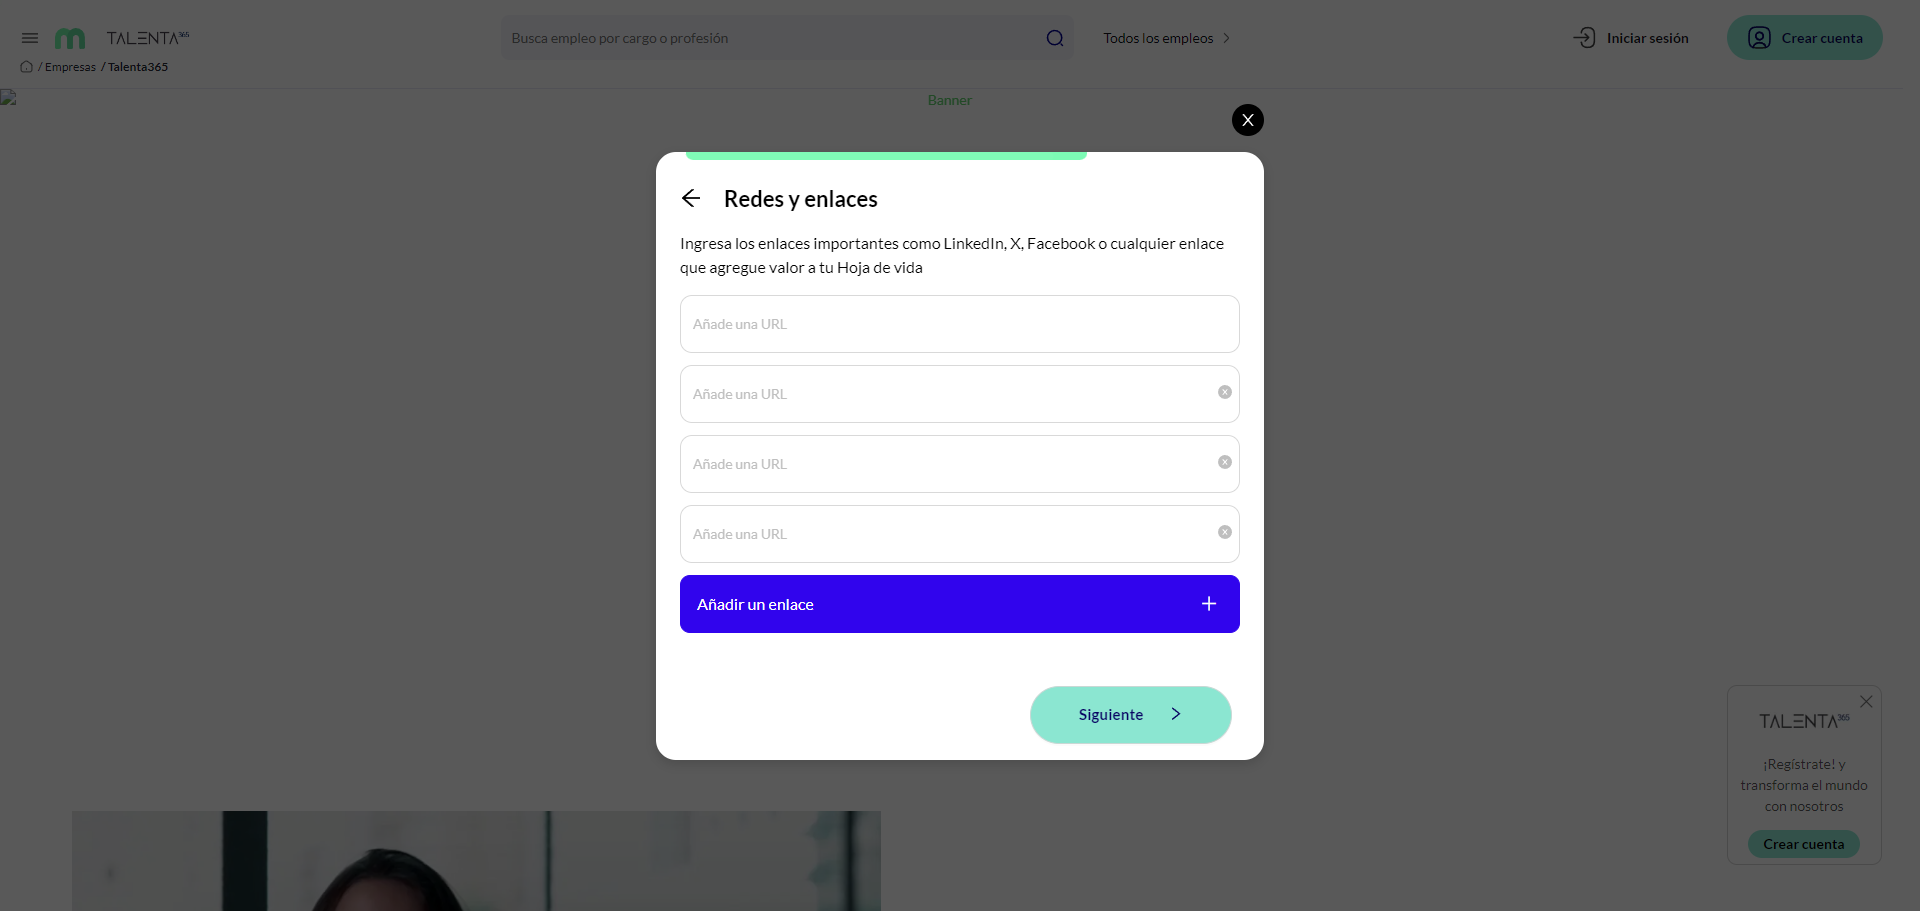 TALENTA365
Busca empleo por cargo o profesión
Todos los empleos
Iniciar sesión
Crear cuenta
/ Empresas / Talenta365
Banner
X
Redes y enlaces
Ingresa los enlaces importantes como LinkedIn, X, Facebook o cualquier enlace
que agregue valor a tu Hoja de vida
Añade una URL
Añade una URL
Añade una URL
Añade una URL
Añadir un enlace
Siguiente
TALENTA365
¡Regístrate! y
transforma el mundo
con nosotros
Crear cuenta